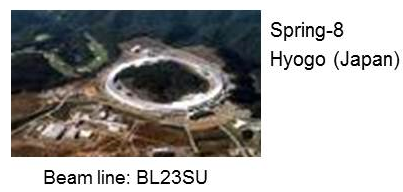 Spring-8
Hyogo (Japan)
Beam line: BL23SU